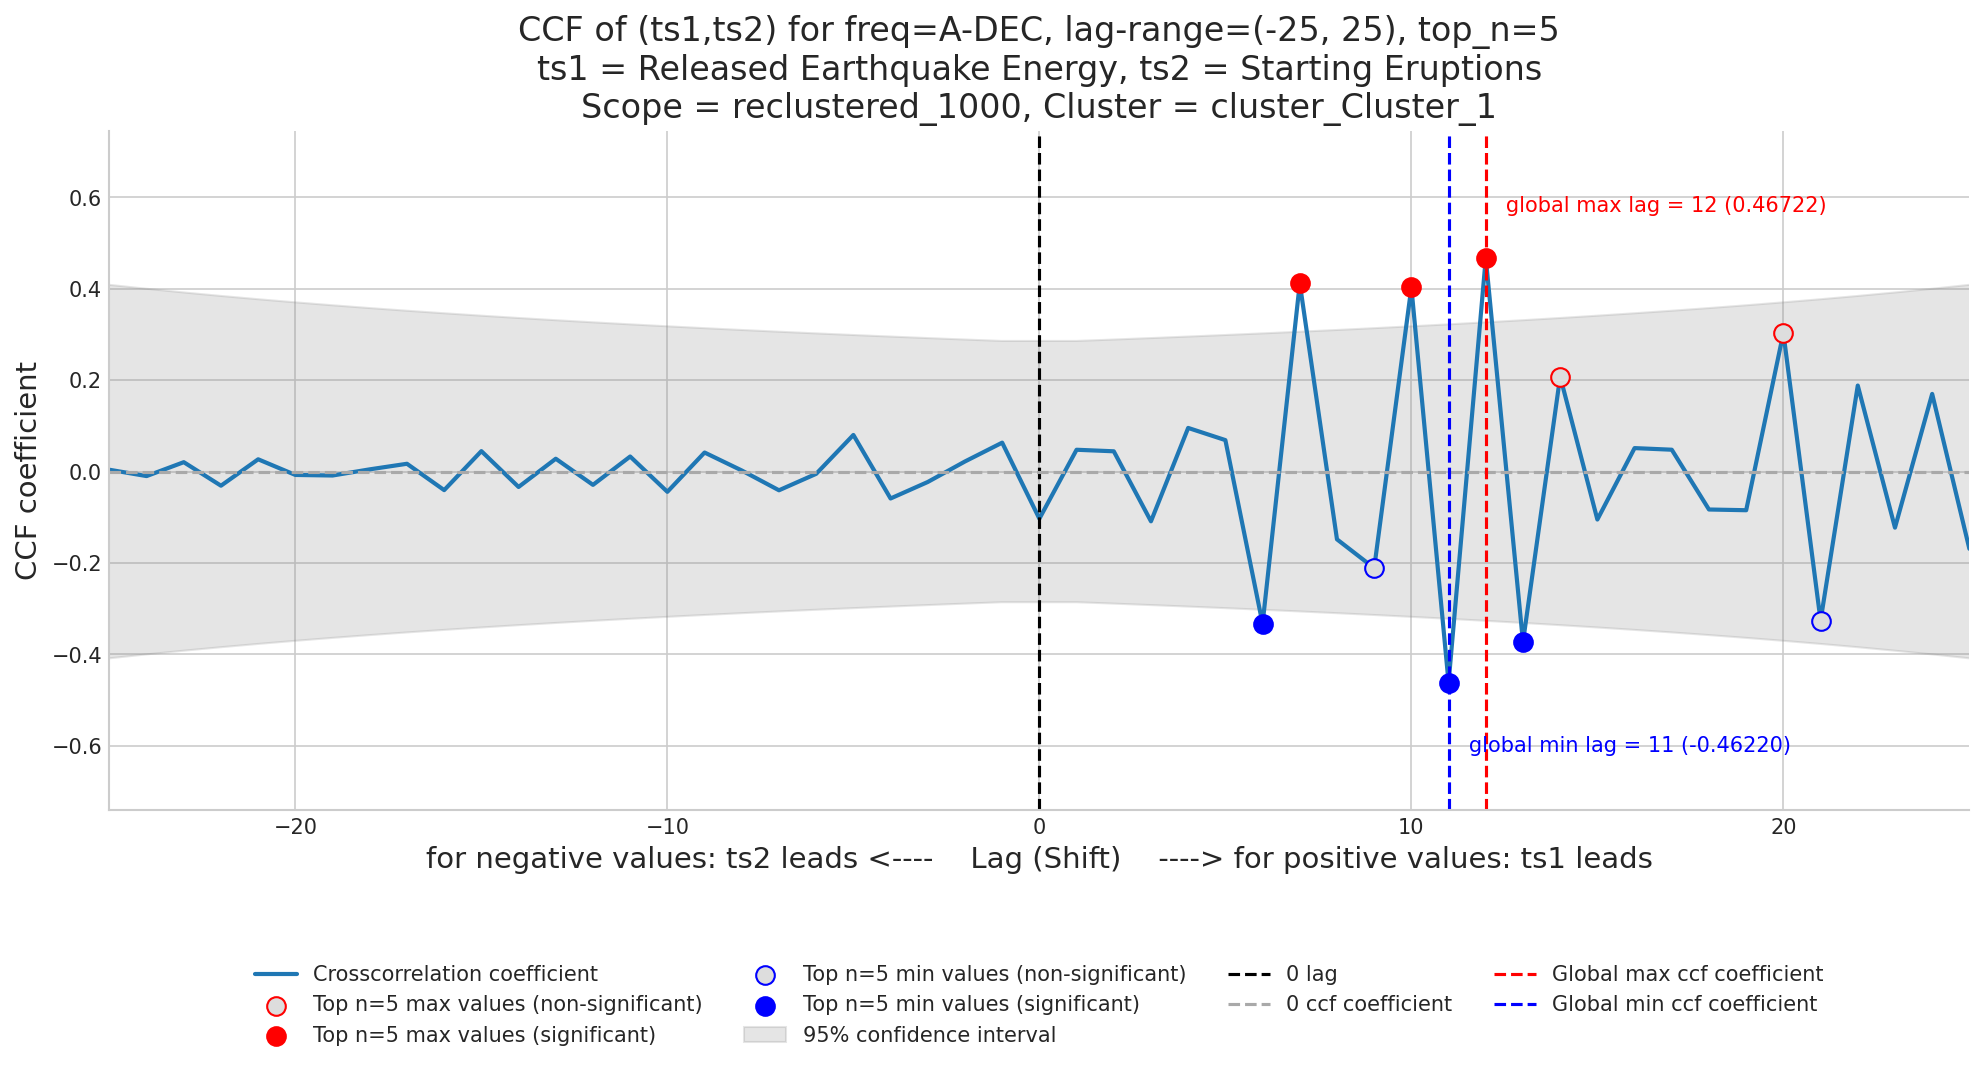 CCF of (ts1,ts2) for freq=A-DEC, lag-range=(-25, 25), top_n=5
ts1 = Released Earthquake Energy, ts2 = Starting Eruptions
Scope = reclustered_1000, Cluster = cluster_Cluster_1
CCF coefficient
0.6
0.4
0.2
0.0
−0.2
−0.4
−0.6
global max lag = 12 (0.46722)
global min lag = 11 (-0.46220)
−20
−10
0
10
20
for negative values: ts2 leads <---- Lag (Shift) ----> for positive values: ts1 leads
Crosscorrelation coefficient
Top n=5 max values (non-significant)
Top n=5 max values (significant)
Top n=5 min values (non-significant)
Top n=5 min values (significant)
95% confidence interval
0 lag
0 ccf coefficient
Global max ccf coefficient
Global min ccf coefficient